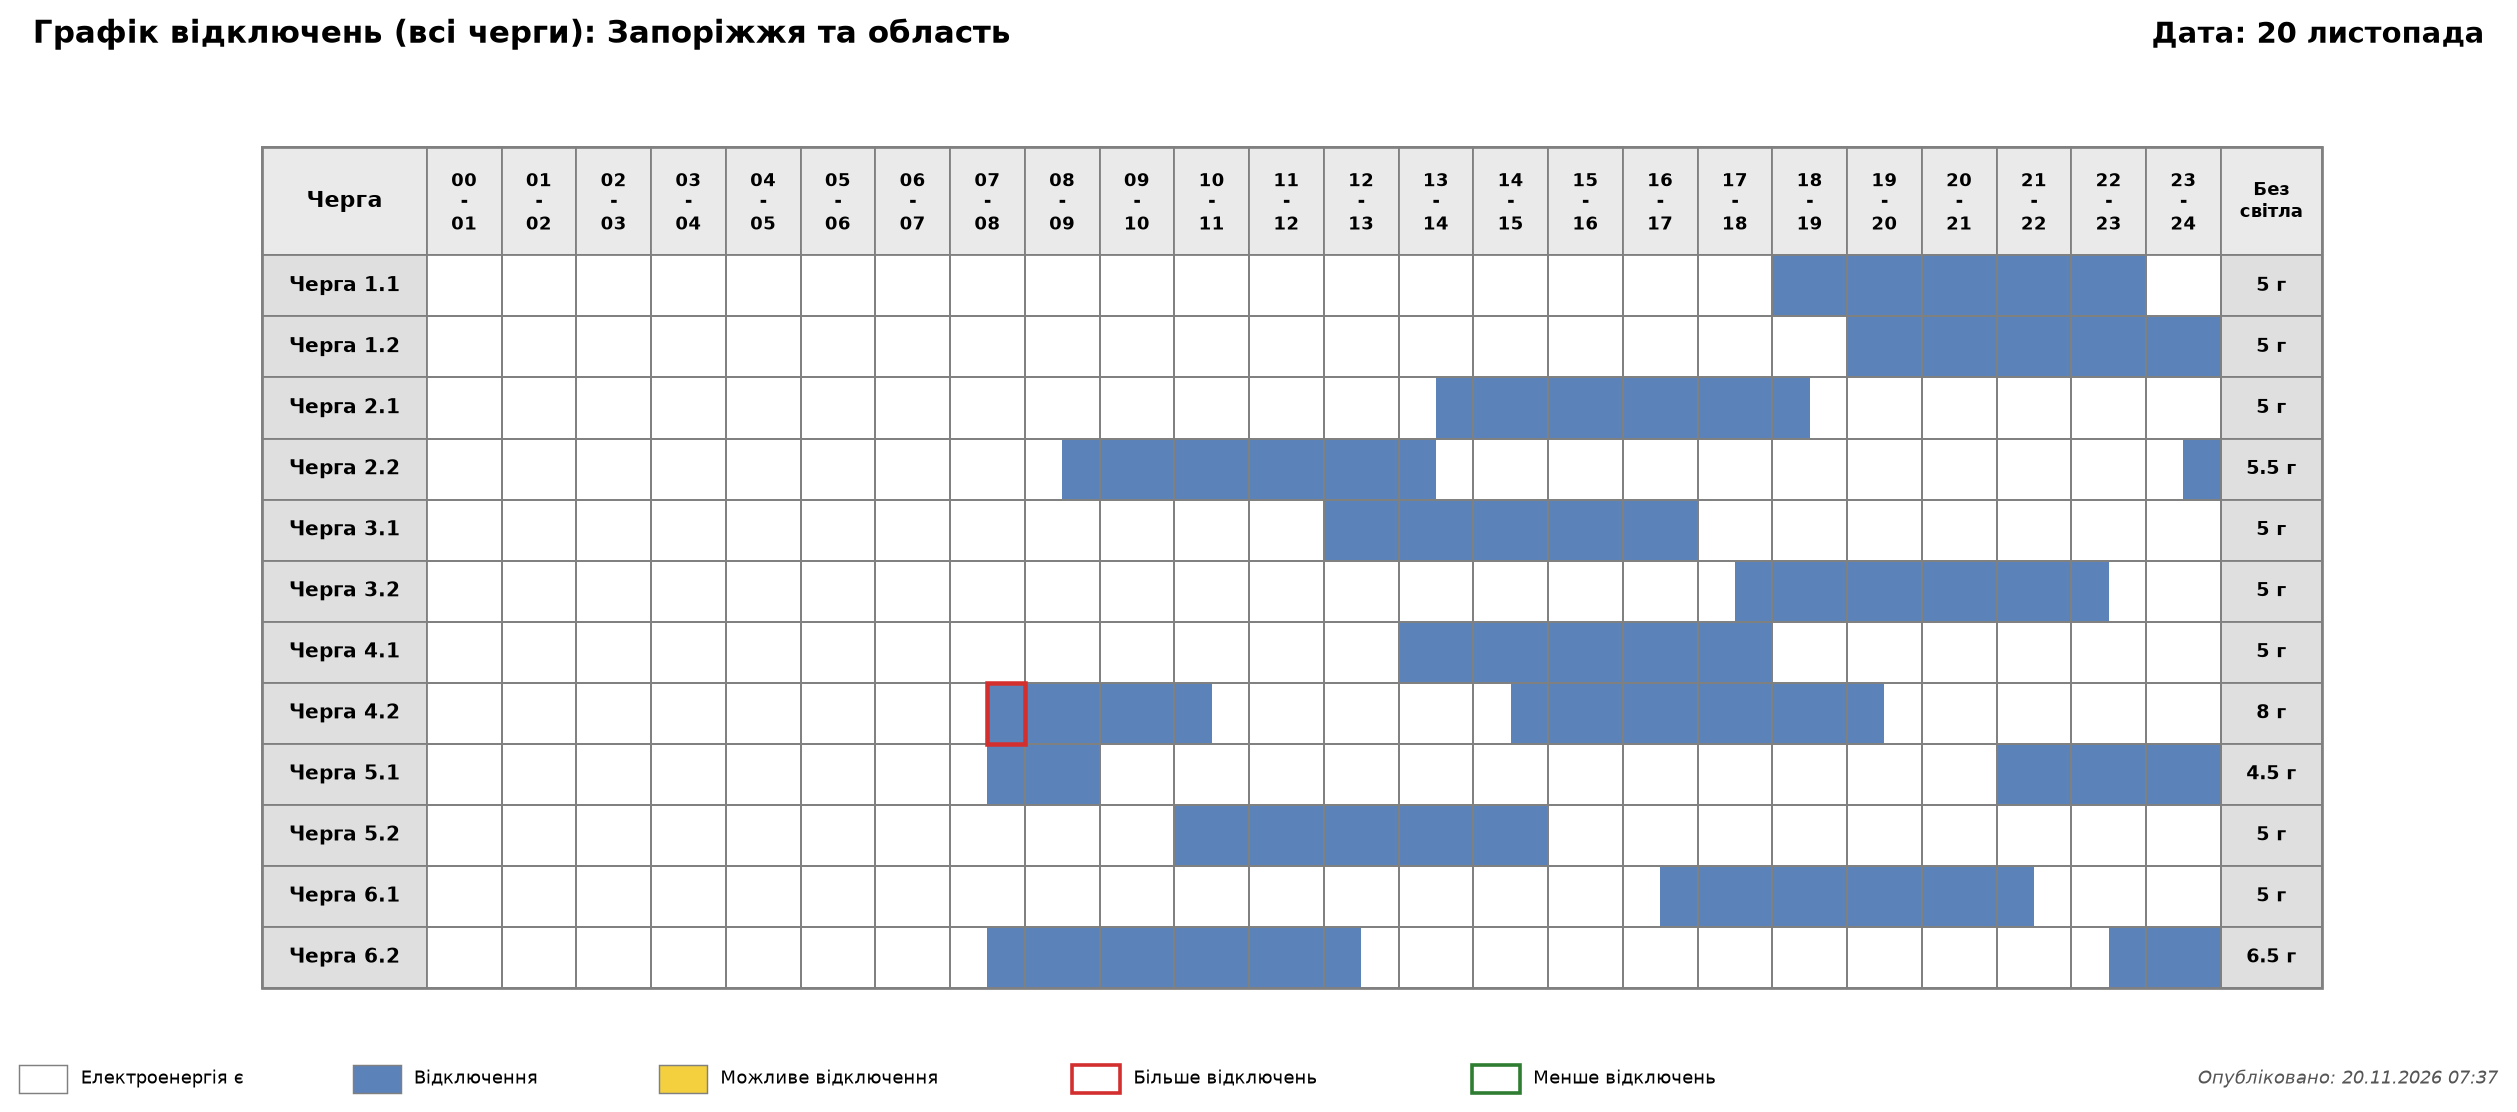 Графік відключень (всі черги): Запоріжжя та область
Дата: 20 листопада
Черга 00 - 01 01 - 02 02 - 03 03 - 04 04 - 05 05 - 06 06 - 07 07 - 08 08 - 09 09 - 10 10 - 11 11 - 12 12 - 13 13 - 14 14 - 15 15 - 16 16 - 17 17 - 18 18 - 19 19 - 20 20 - 21 21 - 22 22 - 23 23 - 24 Без світла
Черга 1.1 5 г
Черга 1.2 5 г
Черга 2.1 5 г
Черга 2.2 5.5 г
Черга 3.1 5 г
Черга 3.2 5 г
Черга 4.1 5 г
Черга 4.2 8 г
Черга 5.1 4.5 г
Черга 5.2 5 г
Черга 6.1 5 г
Черга 6.2 6.5 г
Електроенергія є
Відключення
Можливе відключення
Більше відключень
Менше відключень
Опубліковано: 20.11.2026 07:37